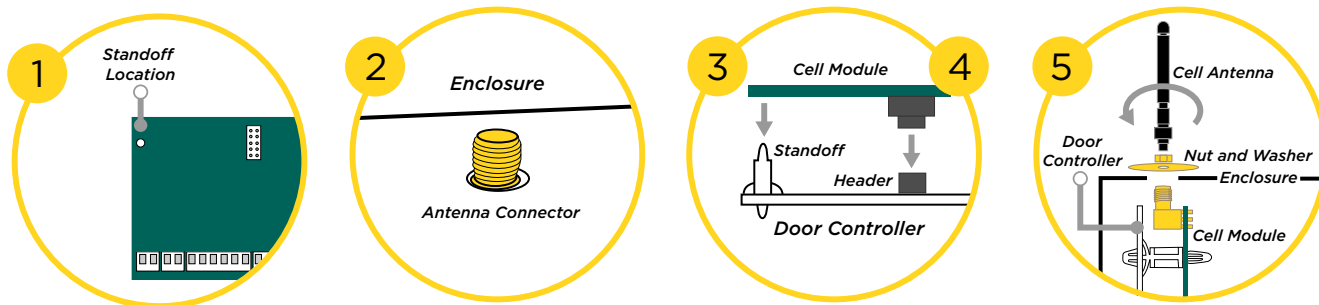 1
Standoff
Location
2
Enclosure
Antenna Connector
3
4
Cell Module
Standoff
Header
Door Controller
5
Cell Antenna
Door
Controller
Nut and Washer
Enclosure
Cell Module